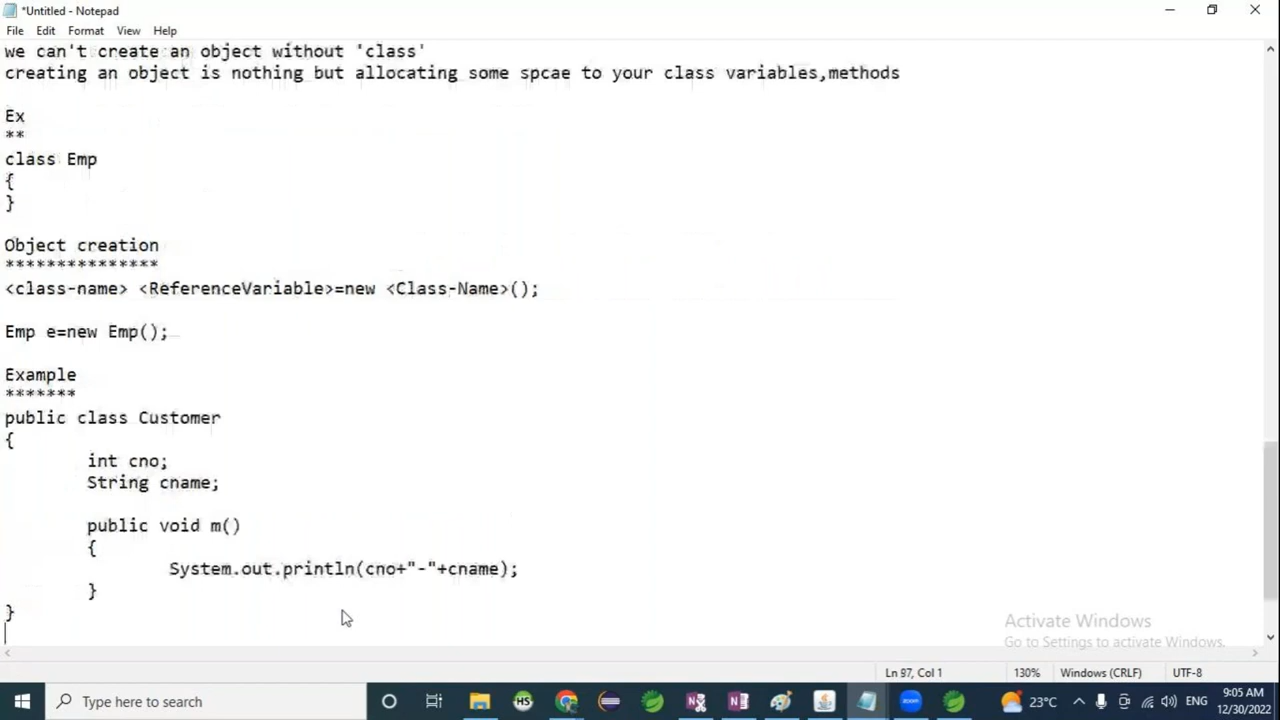 *Untitled - Notepad
File Edit Format View Help
we can't create an object without 'class'
creating an object is nothing but allocating some spcae to your class variables,methods
Ex
**
class Emp
{
}
Object creation
***************
<class-name> <ReferenceVariable>=new <Class-Name>();
Emp e=new Emp();
Example
*******
public class Customer
{
int cno;
String cname;
public void m()
{
System.out.println(cno+"-"+cname);
}
}
Activate Windows
Go to Settings to activate Windows.
Ln 97, Col 1 130% Windows (CRLF) UTF-8
Type here to search
HS
23°C
ENG
9:05 AM
12/30/2022